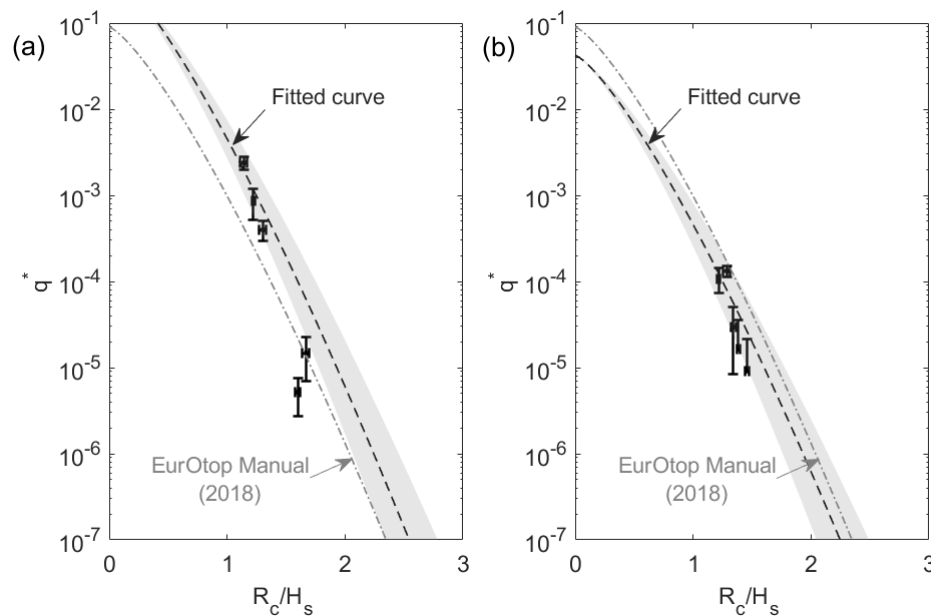 (a)
10^-1
10^-2
10^-3
10^-4
10^-5
10^-6
10^-7
q*
0
1
2
3
R_c/H_s
Fitted curve
EurOtop Manual
(2018)
(b)
10^-1
10^-2
10^-3
10^-4
10^-5
10^-6
10^-7
q*
0
1
2
3
R_c/H_s
Fitted curve
EurOtop Manual
(2018)